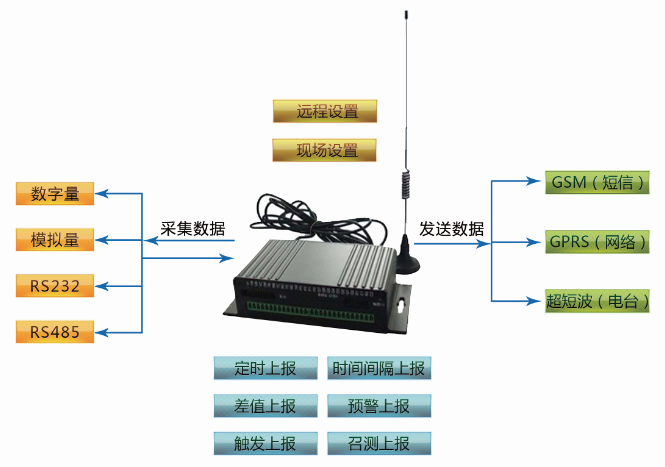 远程设置
现场设置
数字量
模拟量
RS232
RS485
采集数据
发送数据
GSM（短信）
GPRS（网络）
超短波（电台）
定时上报
时间间隔上报
差值上报
预警上报
触发上报
召测上报